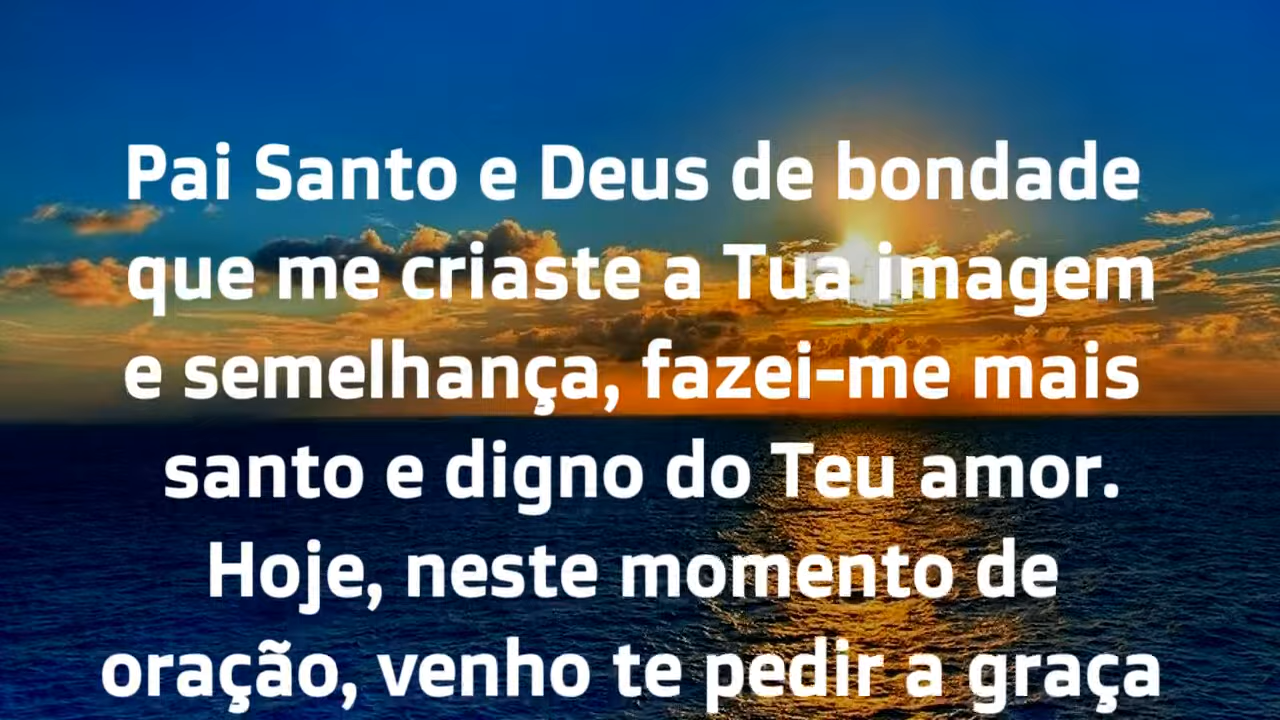 Pai Santo e Deus de bondade
que me criaste a Tua imagem
e semelhança, fazei-me mais
santo e digno do Teu amor.
Hoje, neste momento de
oração, venho te pedir a graça